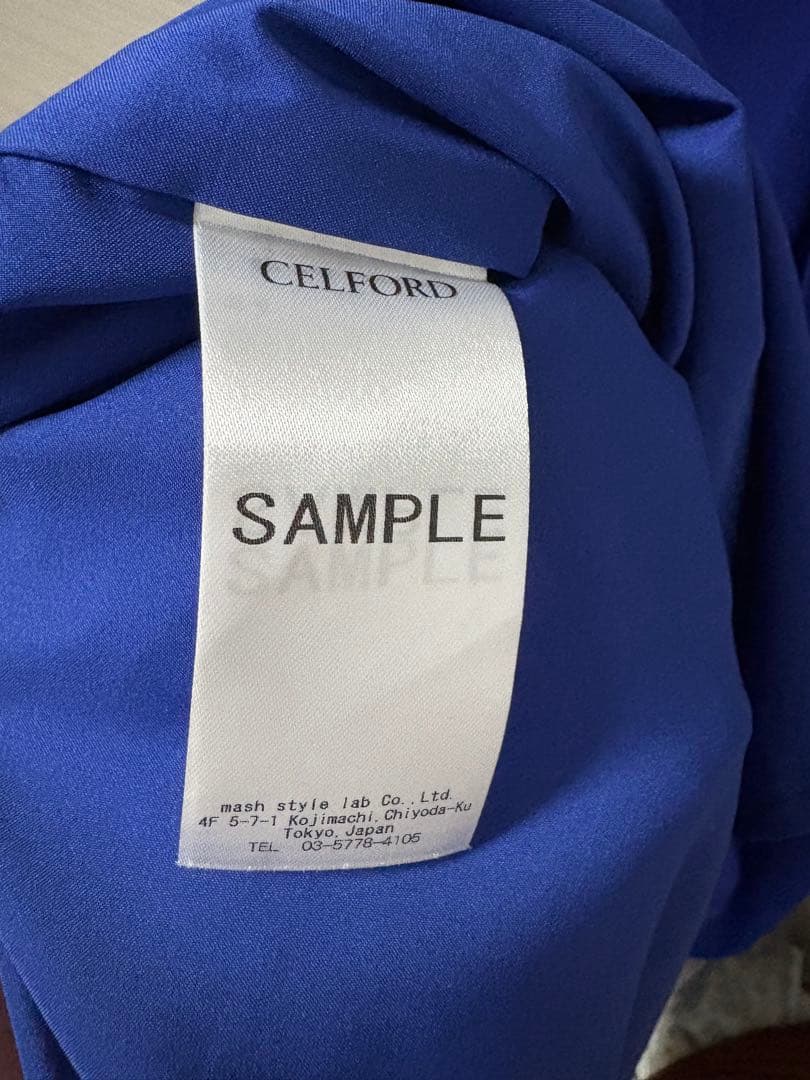 CELFORD
SAMPLE
mash style lab Co.,Ltd.
4F 5-7-1 Kojimachi, Chiyoda-Ku
Tokyo, Japan
TEL 03-5778-4105